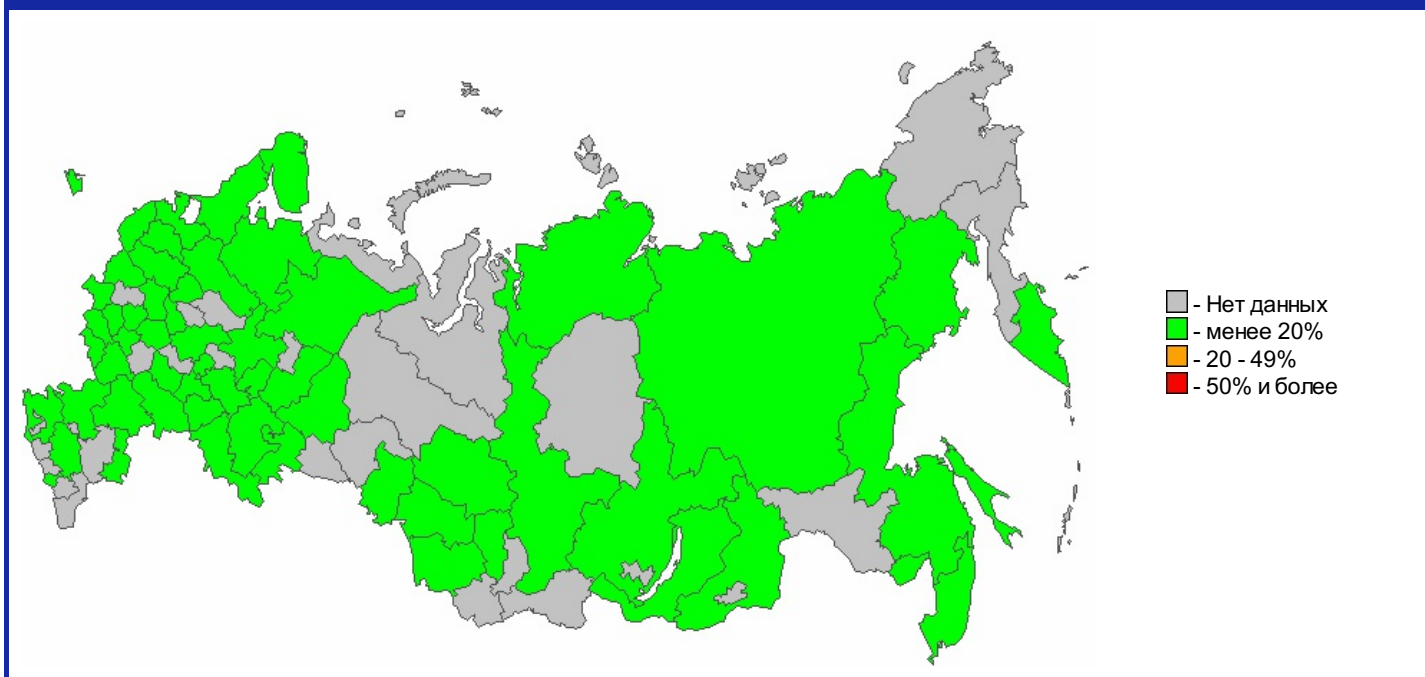 - Нет данных
- менее 20%
- 20 - 49%
- 50% и более